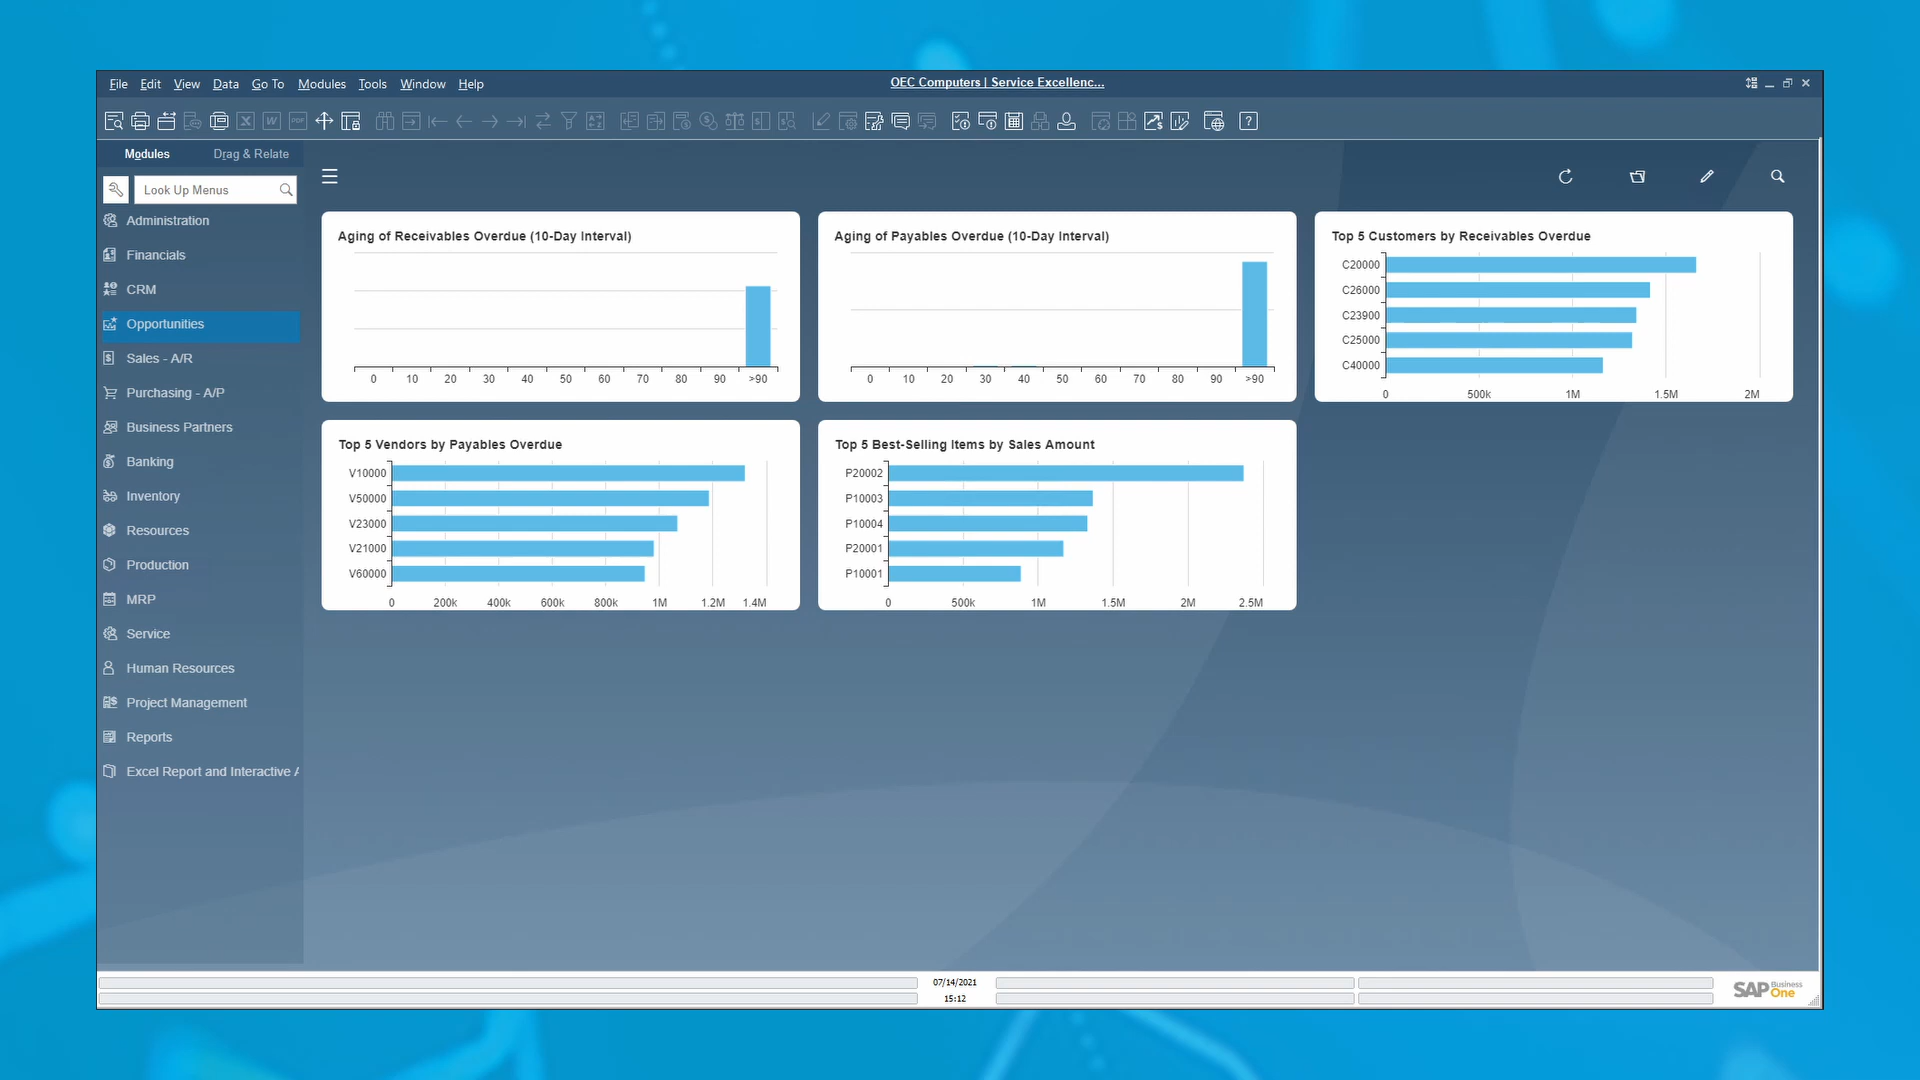 File Edit View Data Go To Modules Tools Window Help
OEC Computers | Service Excellenc...
Modules Drag & Relate
Look Up Menus
Administration
Financials
CRM
Opportunities
Sales - A/R
Purchasing - A/P
Business Partners
Banking
Inventory
Resources
Production
MRP
Service
Human Resources
Project Management
Reports
Excel Report and Interactive A
Aging of Receivables Overdue (10-Day Interval)
0 10 20 30 40 50 60 70 80 90 >90
Aging of Payables Overdue (10-Day Interval)
0 10 20 30 40 50 60 70 80 90 >90
Top 5 Customers by Receivables Overdue
C20000
C26000
C23900
C25000
C40000
0 500k 1M 1.5M 2M
Top 5 Vendors by Payables Overdue
V10000
V50000
V23000
V21000
V60000
0 200k 400k 600k 800k 1M 1.2M 1.4M
Top 5 Best-Selling Items by Sales Amount
P20002
P10003
P10004
P20001
P10001
0 500k 1M 1.5M 2M 2.5M
07/14/2021
15:12
SAP Business One